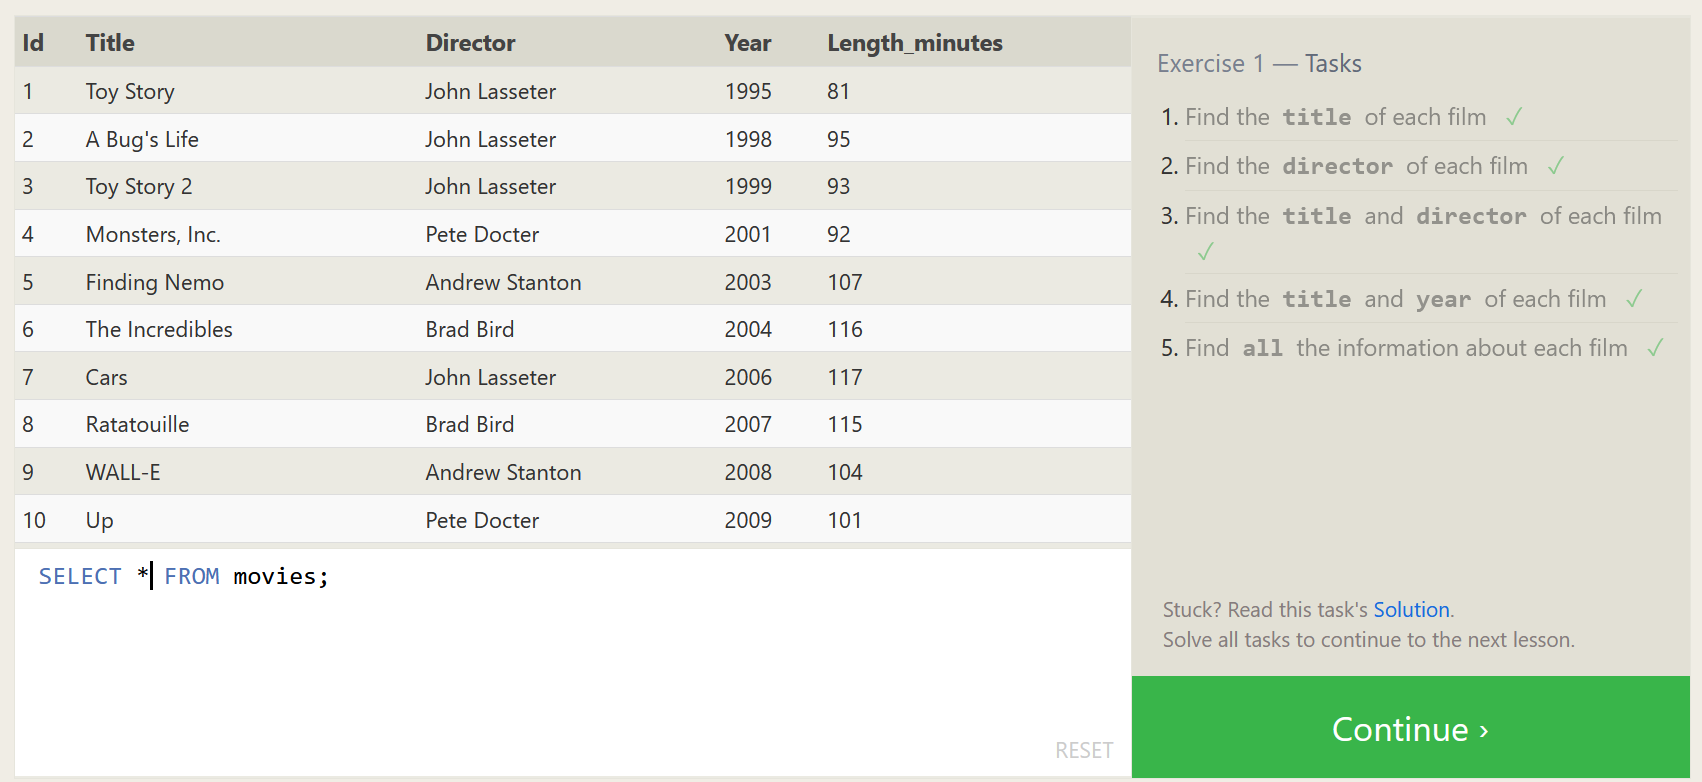 Id Title Director Year Length_minutes
1 Toy Story John Lasseter 1995 81
2 A Bug's Life John Lasseter 1998 95
3 Toy Story 2 John Lasseter 1999 93
4 Monsters, Inc. Pete Docter 2001 92
5 Finding Nemo Andrew Stanton 2003 107
6 The Incredibles Brad Bird 2004 116
7 Cars John Lasseter 2006 117
8 Ratatouille Brad Bird 2007 115
9 WALL-E Andrew Stanton 2008 104
10 Up Pete Docter 2009 101
SELECT * FROM movies;
RESET
Exercise 1 — Tasks
1. Find the title of each film ✓
2. Find the director of each film ✓
3. Find the title and director of each film
✓
4. Find the title and year of each film ✓
5. Find all the information about each film ✓
Stuck? Read this task's Solution.
Solve all tasks to continue to the next lesson.
Continue ›